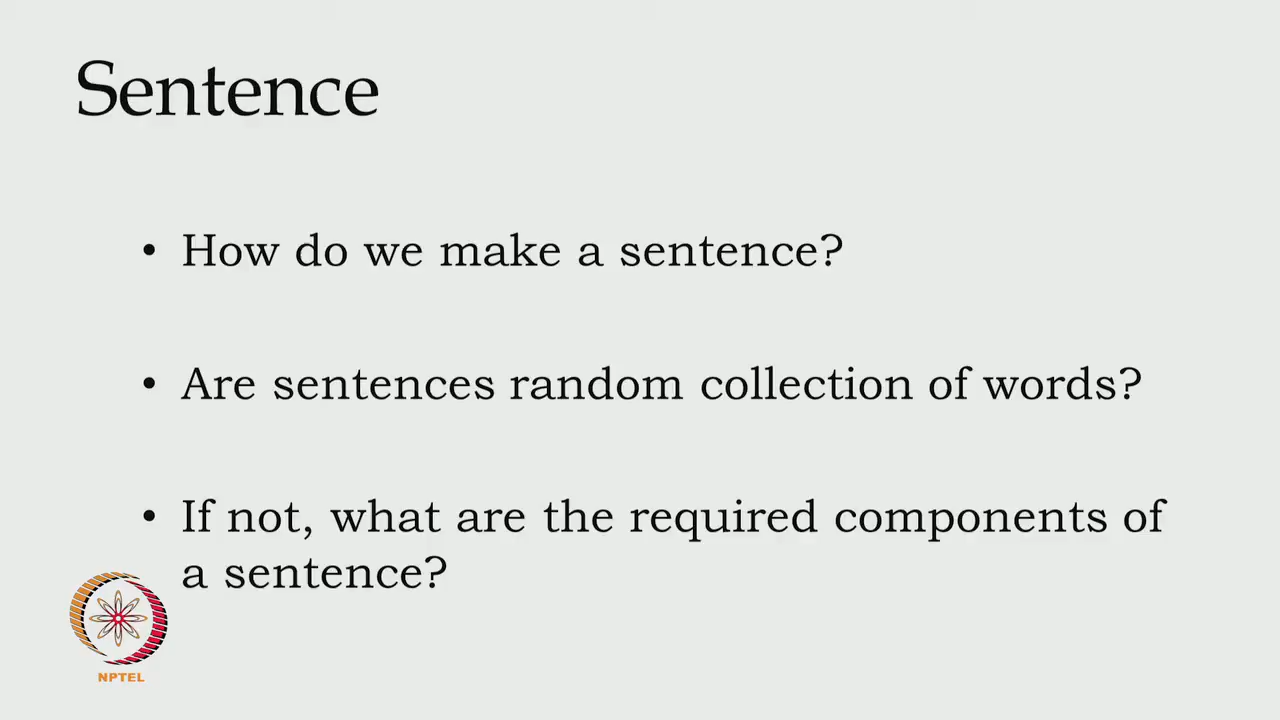 Sentence
• How do we make a sentence?
• Are sentences random collection of words?
• If not, what are the required components of
a sentence?
NPTEL